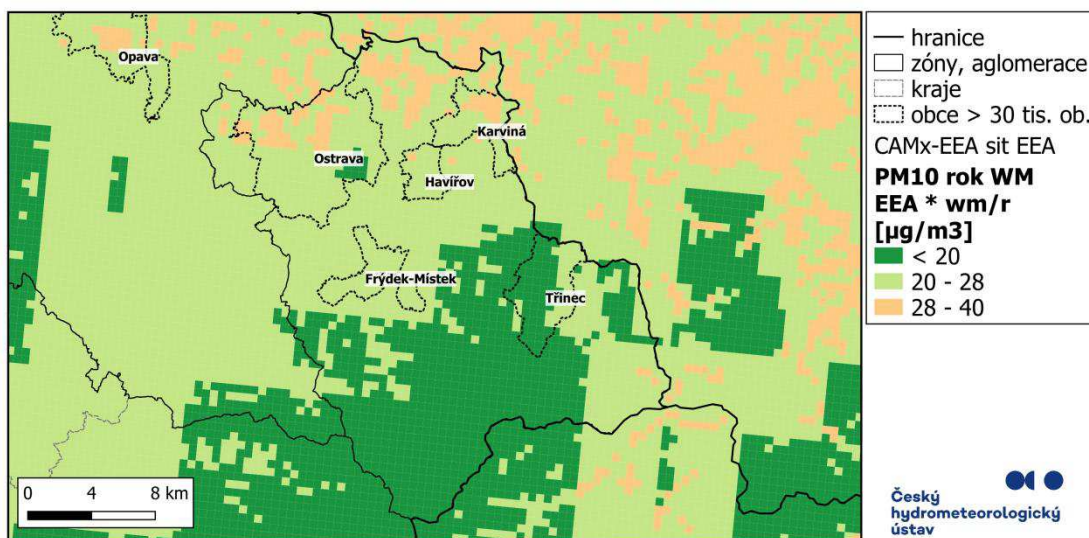 Opava
Ostrava
Karviná
Havířov
Frýdek-Místek
Třinec
0 4 8 km
hranice
zóny, aglomerace
kraje
obce > 30 tis. ob.
CAMx-EEA sit EEA
PM10 rok WM
EEA * wm/r
[µg/m3]
< 20
20 - 28
28 - 40
Český
hydrometeorologický
ústav